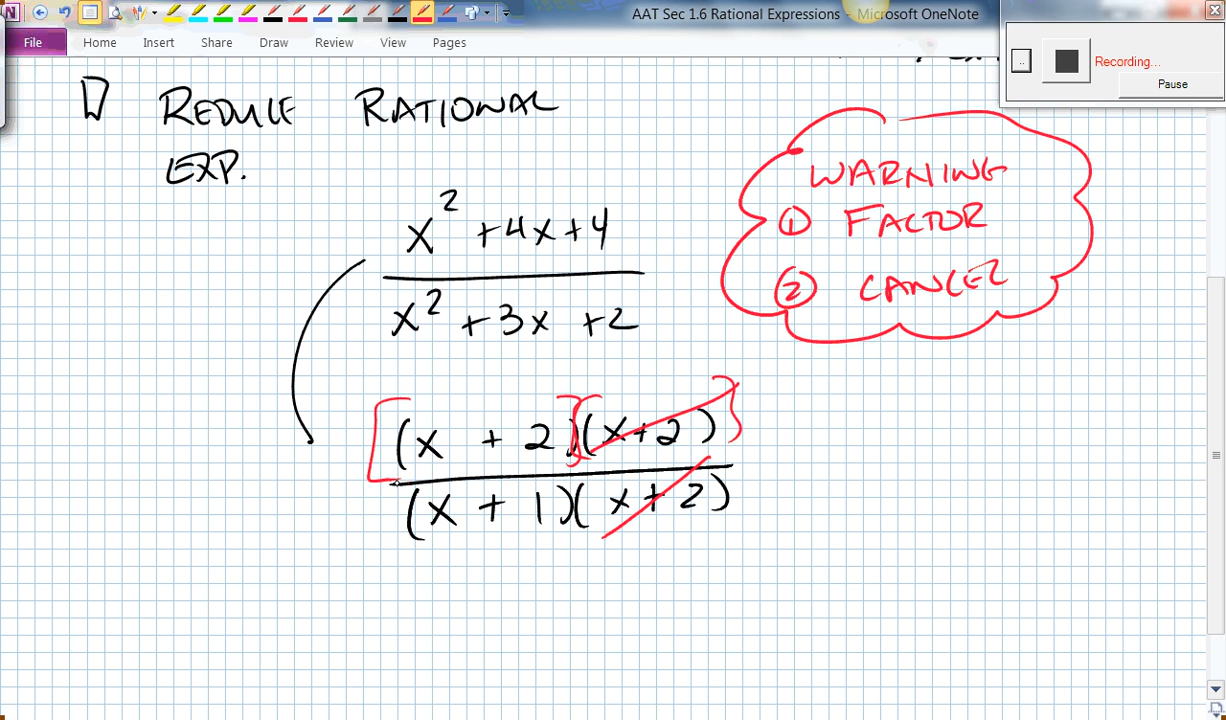 AAT Sec 1.6 Rational Expressions - Microsoft OneNote
File Home Insert Share Draw Review View Pages
Recording...
Pause
REDUCE RATIONAL
EXP.
x² + 4x + 4
x² + 3x + 2
(x + 2)(x + 2)
(x + 1)(x + 2)
WARNING
① FACTOR
② CANCEL